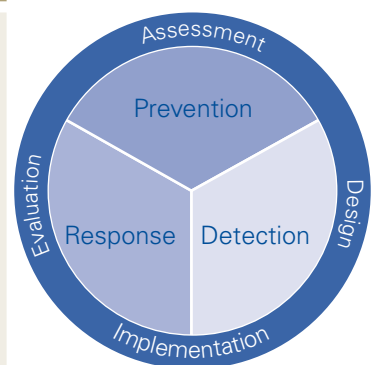 Assessment
Prevention
Evaluation
Response
Detection
Design
Implementation